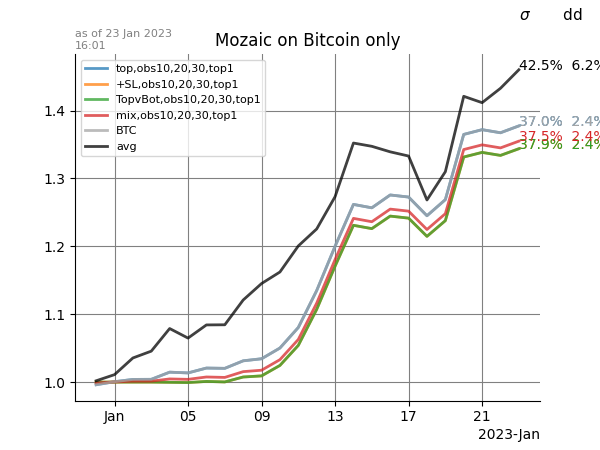 σ dd
as of 23 Jan 2023
16:01
Mozaic on Bitcoin only
top,obs10,20,30,top1
+SL,obs10,20,30,top1
TopvBot,obs10,20,30,top1
mix,obs10,20,30,top1
BTC
avg
42.5% 6.2%
37.0% 2.4%
37.5% 2.4%
37.9% 2.4%
1.4
1.3
1.2
1.1
1.0
Jan 05 09 13 17 21
2023-Jan